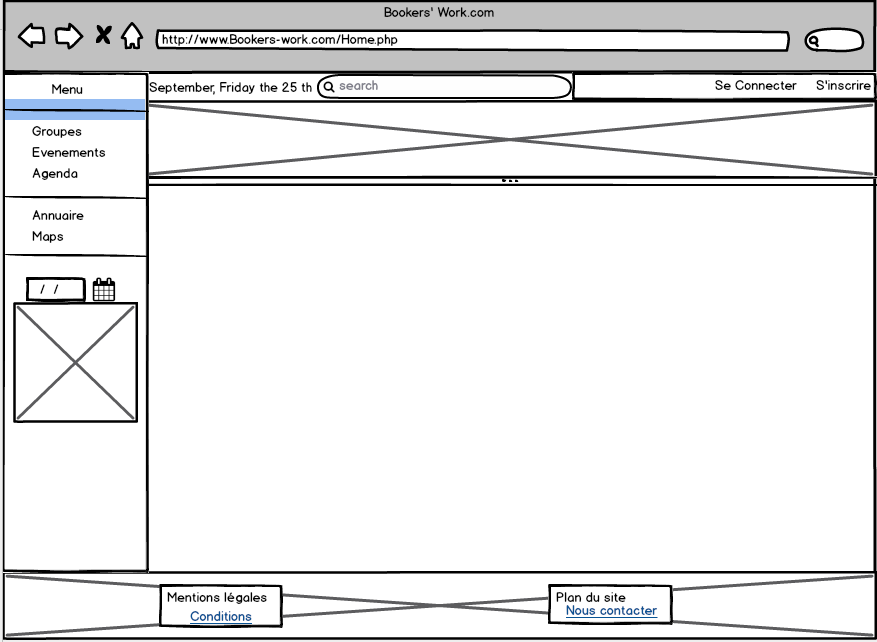 Bookers' Work.com
http://www.Bookers-work.com/Home.php
Menu
September, Friday the 25 th
search
Se Connecter S'inscrire
Groupes
Evenements
Agenda
Annuaire
Maps
/ /
Mentions légales
Conditions
Plan du site
Nous contacter